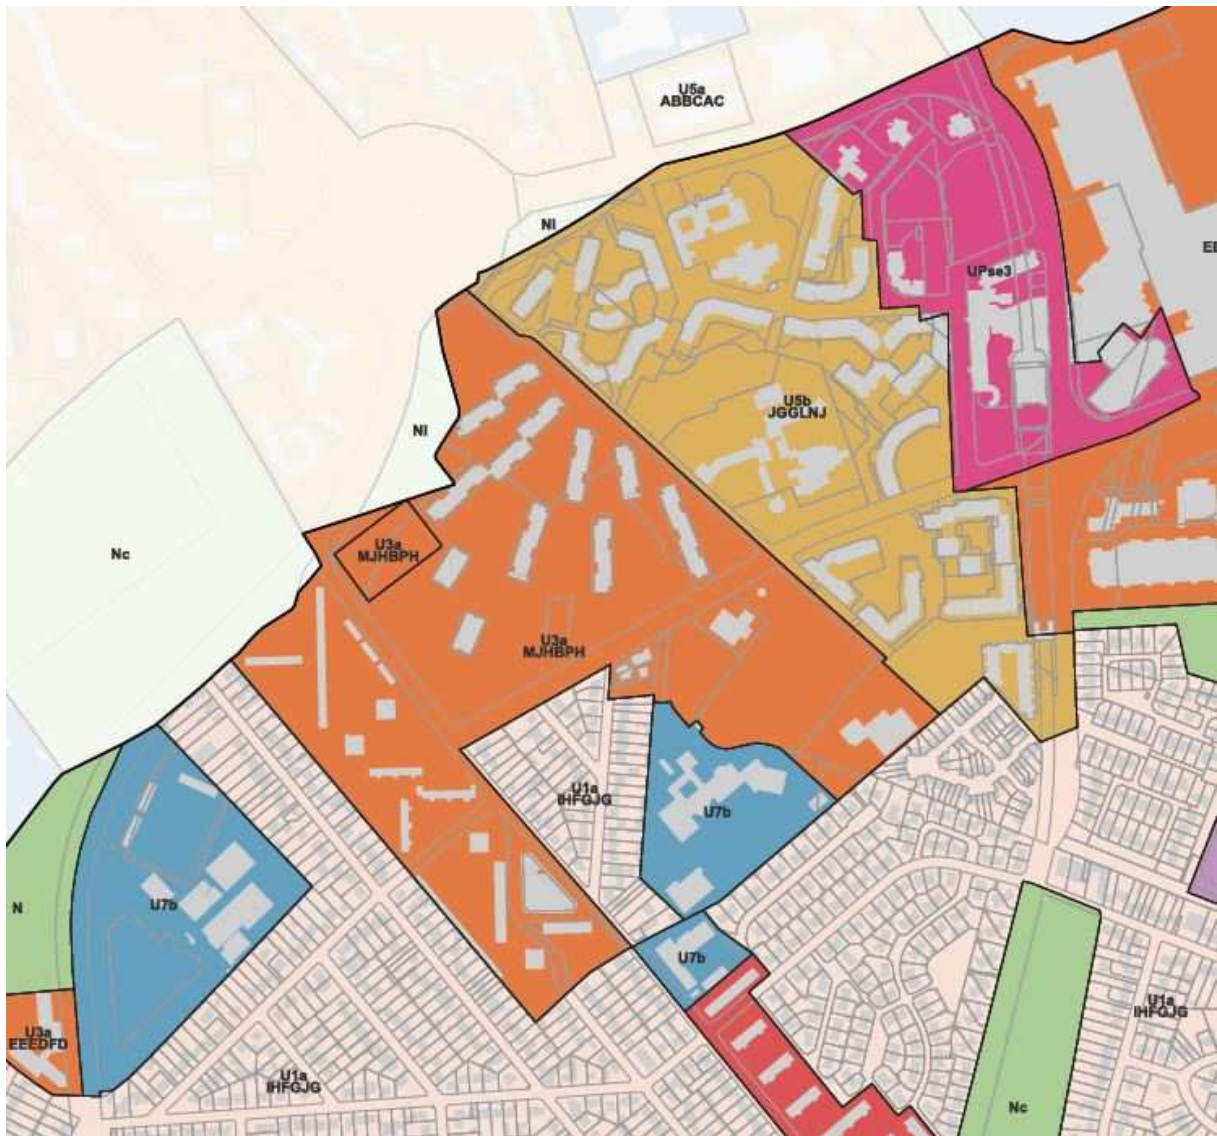 U5a
ABBCAC
NI
UPse3
NI
U5b
JGGLNJ
Nc
U3a
MJHBPH
U3a
MJHBPH
U1a
IHFGJG
U7b
U7b
N
U7b
U1a
IHFGJG
U3a
EEEDFD
U1a
IHFGJG
Nc